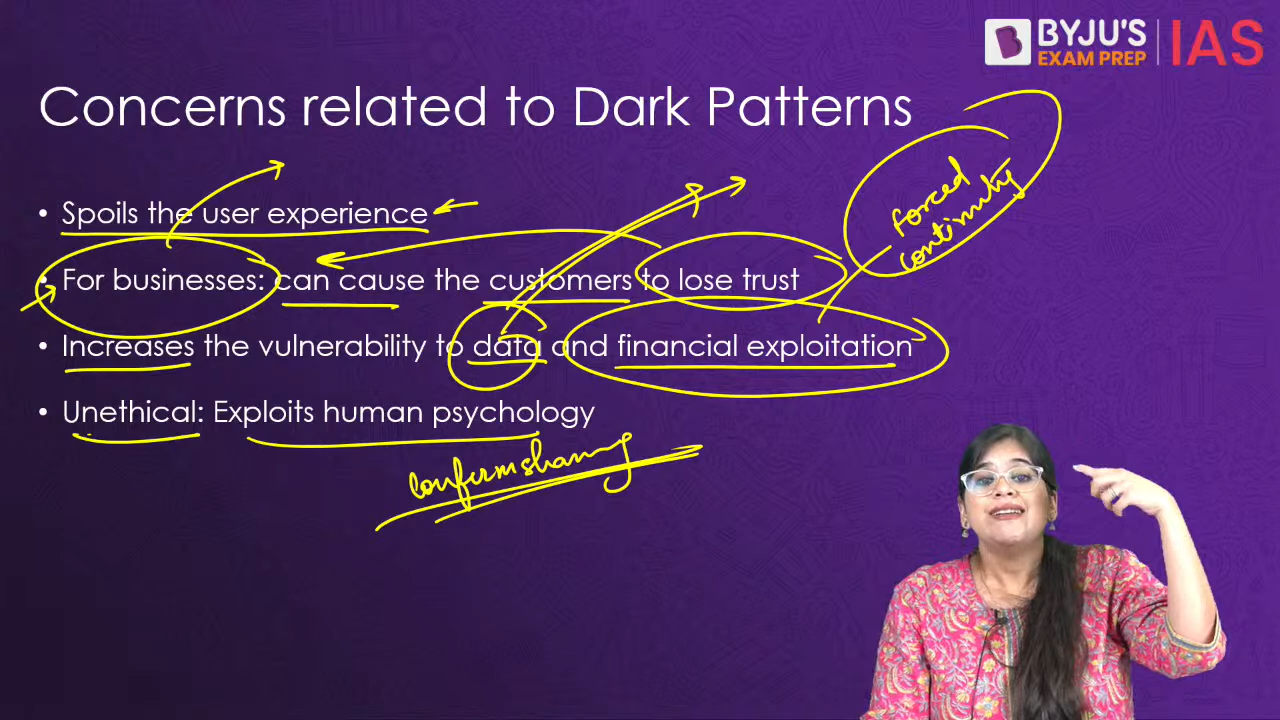 BYJU'S
EXAM PREP
IAS
Concerns related to Dark Patterns
• Spoils the user experience
• For businesses: can cause the customers to lose trust
• Increases the vulnerability to data and financial exploitation
• Unethical: Exploits human psychology
forced
continuity
confirmshaming